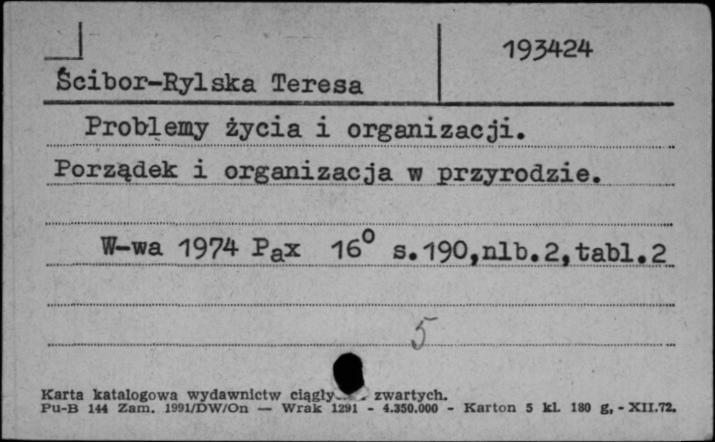 193424
Ścibor-Rylska Teresa
Problemy życia i organizacji.
Porządek i organizacja w przyrodzie.
W-wa 1974 Pax 16° s.190,nlb.2,tabl.2
5
Karta katalogowa wydawnictw zwartych.
Pu-B 144 Zam. 1991/DW/On — Wrak 1291 - 4.350.000 - Karton 5 kl. 180 g, - XII.72.